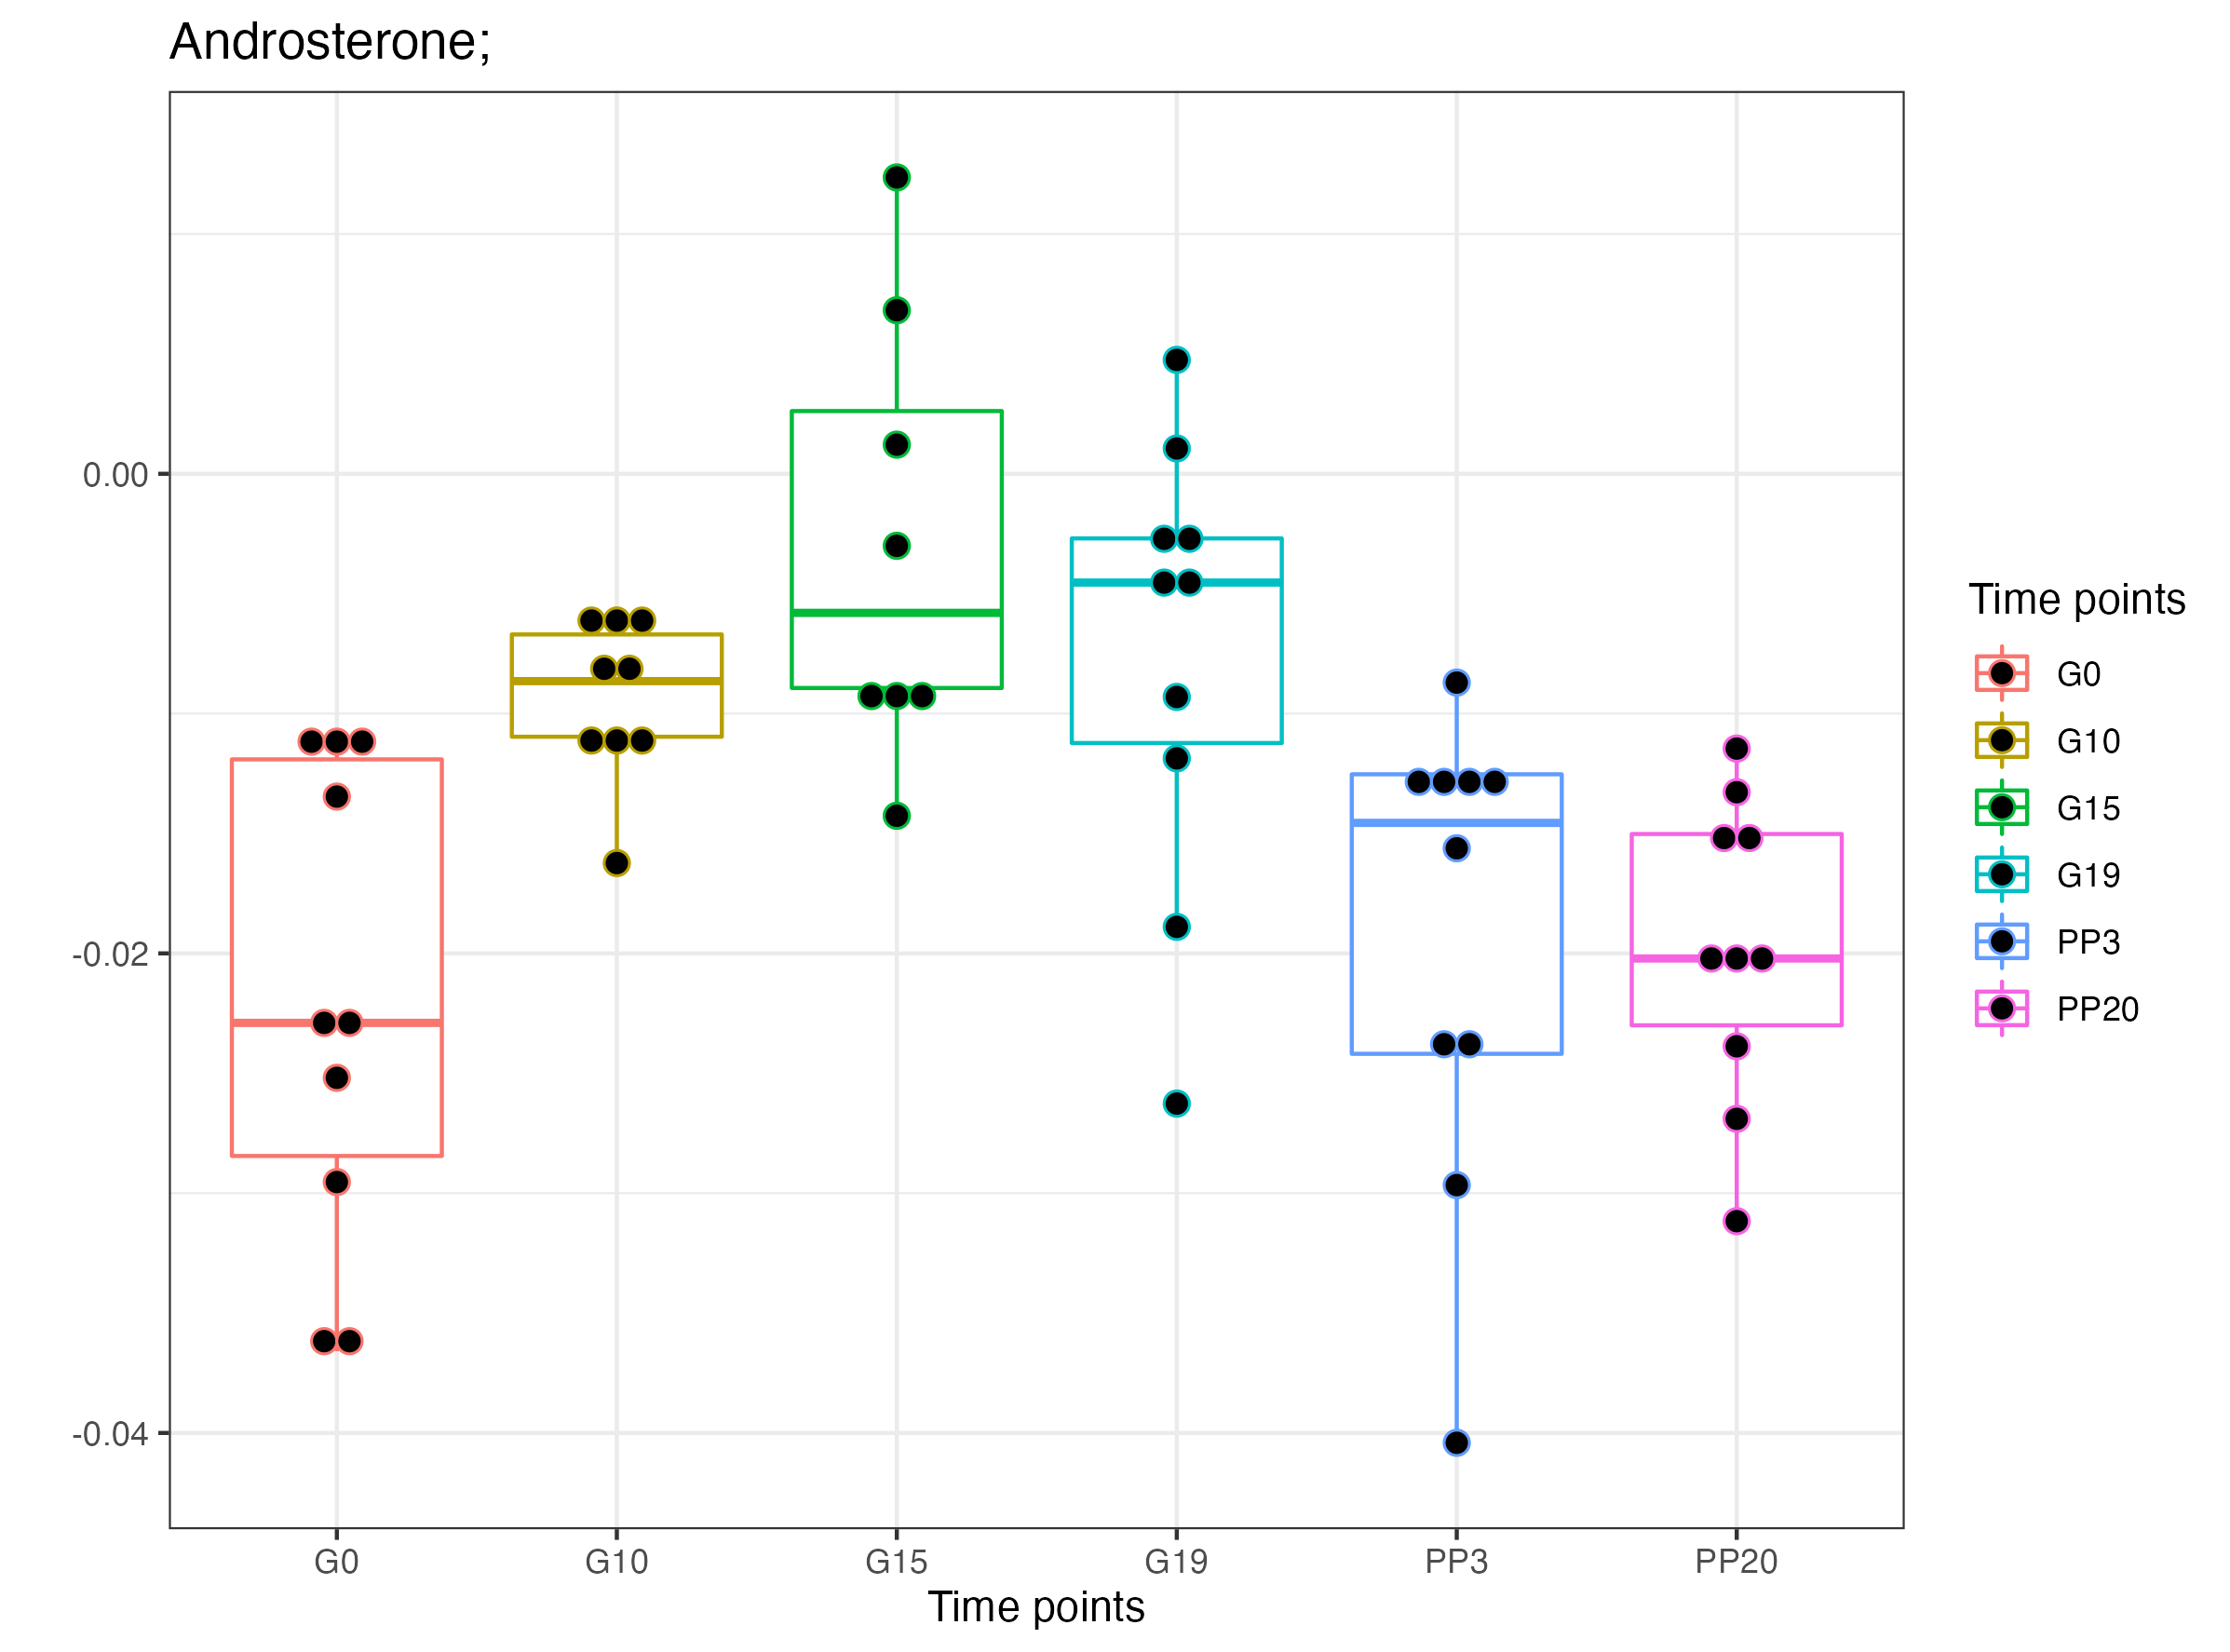 Androsterone;
0.00
-0.02
-0.04
G0
G10
G15
G19
PP3
PP20
Time points
Time points
G0
G10
G15
G19
PP3
PP20